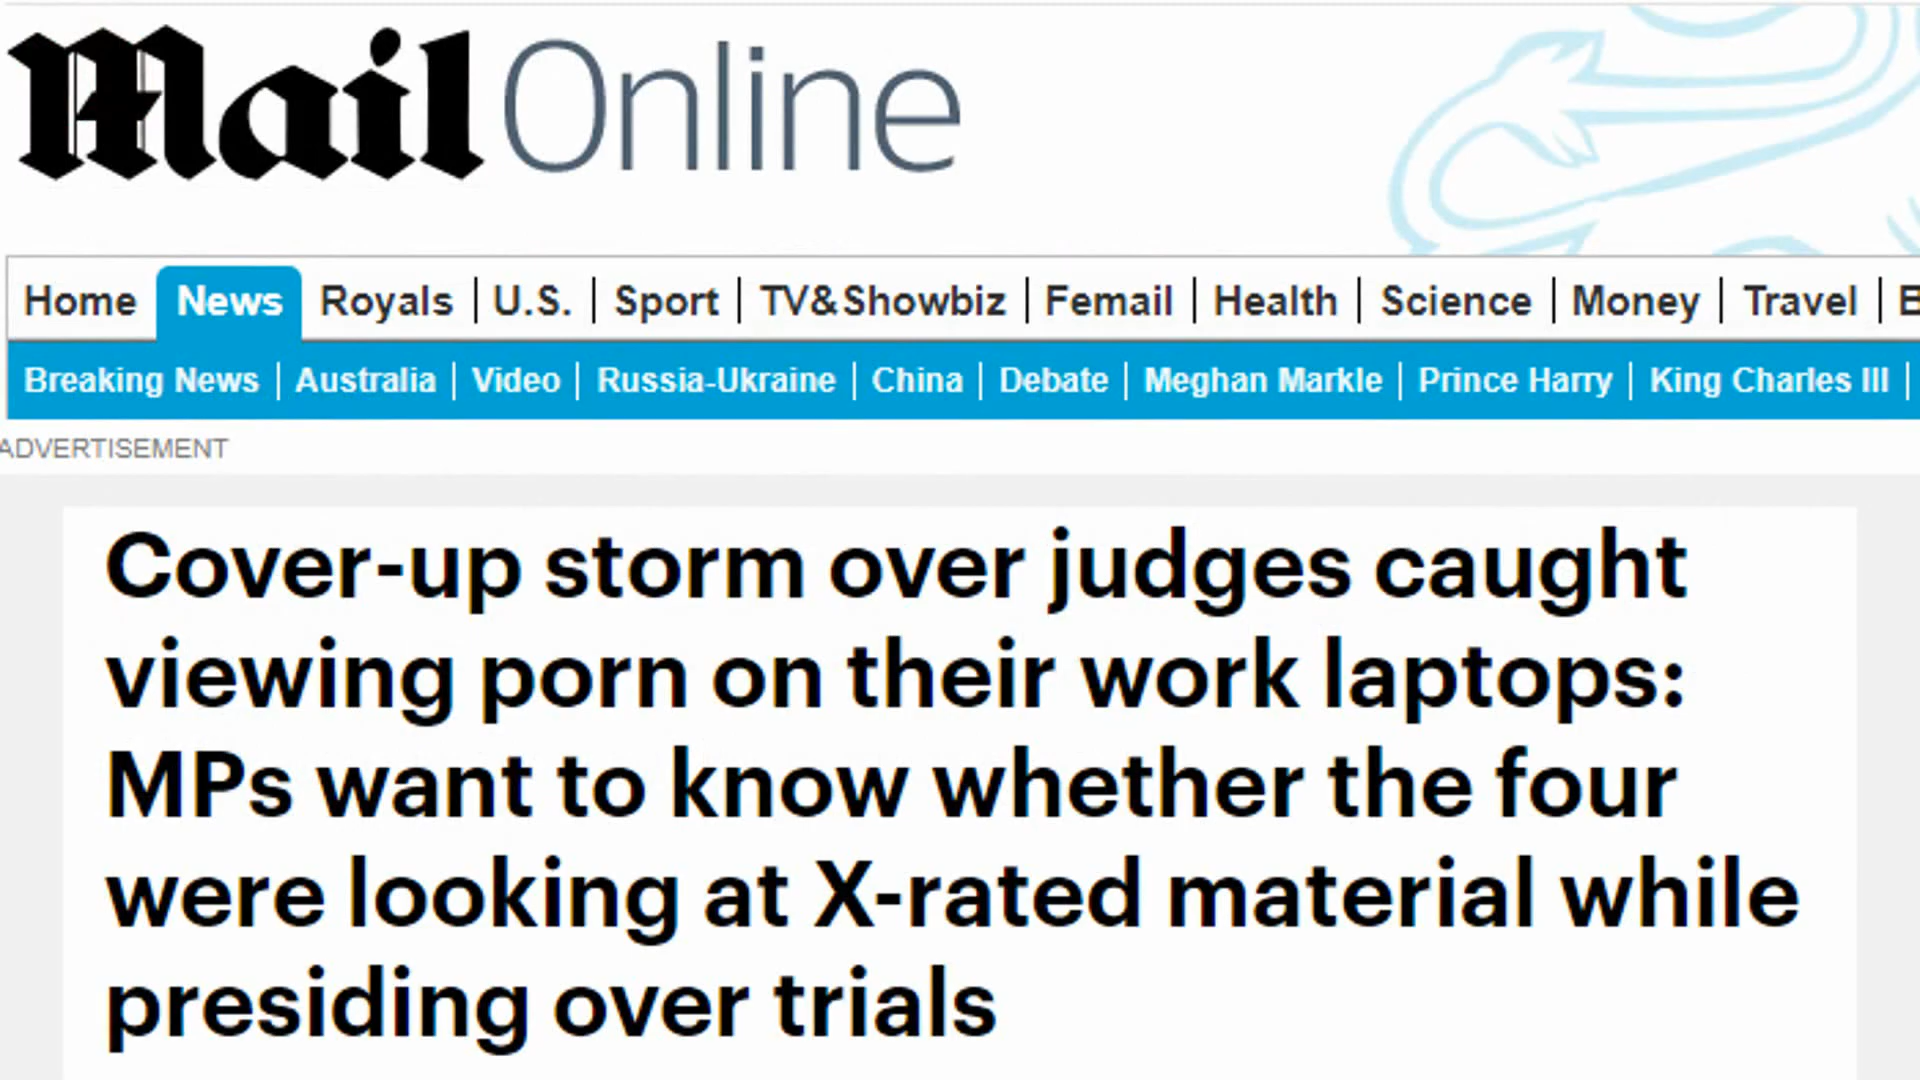 Mail Online
Home News Royals U.S. Sport TV&Showbiz Femail Health Science Money Travel
Breaking News Australia Video Russia-Ukraine China Debate Meghan Markle Prince Harry King Charles III
ADVERTISEMENT
Cover-up storm over judges caught
viewing porn on their work laptops:
MPs want to know whether the four
were looking at X-rated material while
presiding over trials